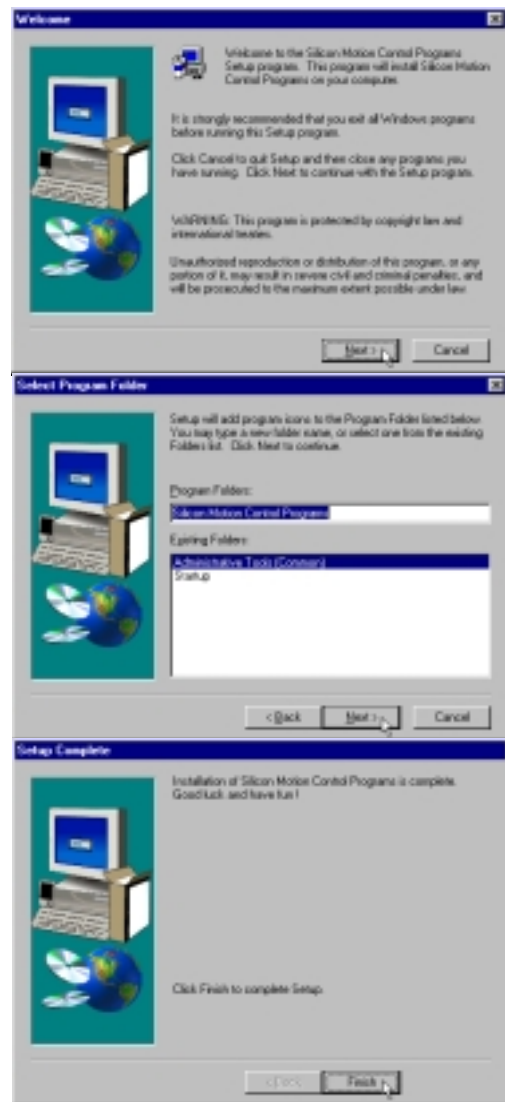 Welcome
Welcome to the Silicon Motion Control Programs
Setup program. This program will install Silicon Motion
Control Programs on your computer.
It is strongly recommended that you exit all Windows programs
before running this Setup program.
Click Cancel to quit Setup and then close any programs you
have running. Click Next to continue with the Setup program.
WARNING: This program is protected by copyright law and
international treaties.
Unauthorized reproduction or distribution of this program, or any
portion of it, may result in severe civil and criminal penalties, and
will be prosecuted to the maximum extent possible under law.
Next >
Cancel
Select Program Folder
Setup will add program icons to the Program Folder listed below.
You may type a new folder name, or select one from the existing
Folders list. Click Next to continue.
Program Folders:
Silicon Motion Control Programs
Existing Folders:
Administrative Tools (Common)
Startup
< Back
Next >
Cancel
Setup Complete
Installation of Silicon Motion Control Programs is complete.
Good luck and have fun !
Click Finish to complete Setup.
< Back
Finish